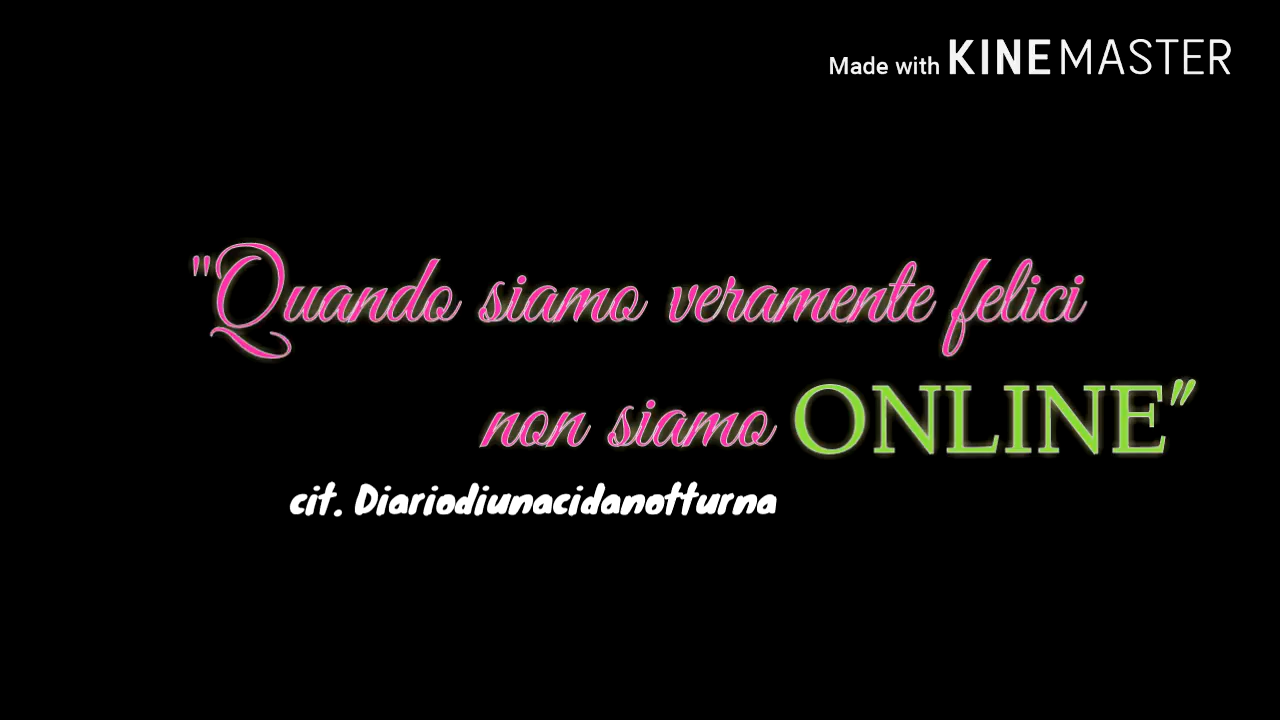 Made with KINEMASTER
"Quando siamo veramente felici
non siamo ONLINE"
cit. Diariodiunacidanotturna